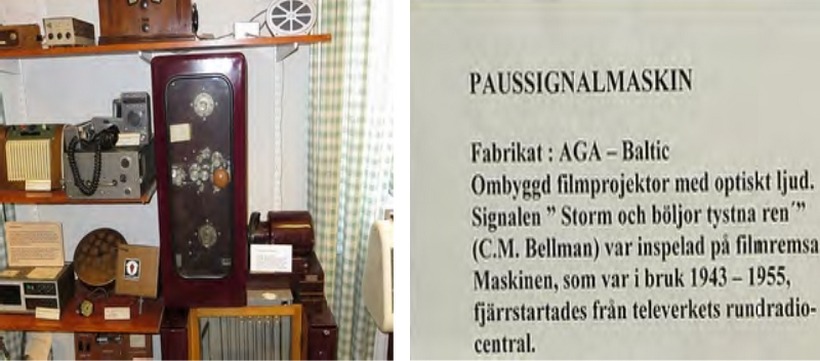 PAUSSIGNALMASKIN
Fabrikat : AGA – Baltic
Ombyggd filmprojektor med optiskt ljud.
Signalen ” Storm och böljor tystna ren´”
(C.M. Bellman) var inspelad på filmremsa
Maskinen, som var i bruk 1943 – 1955,
fjärrstartades från televerkets rundradio-
central.